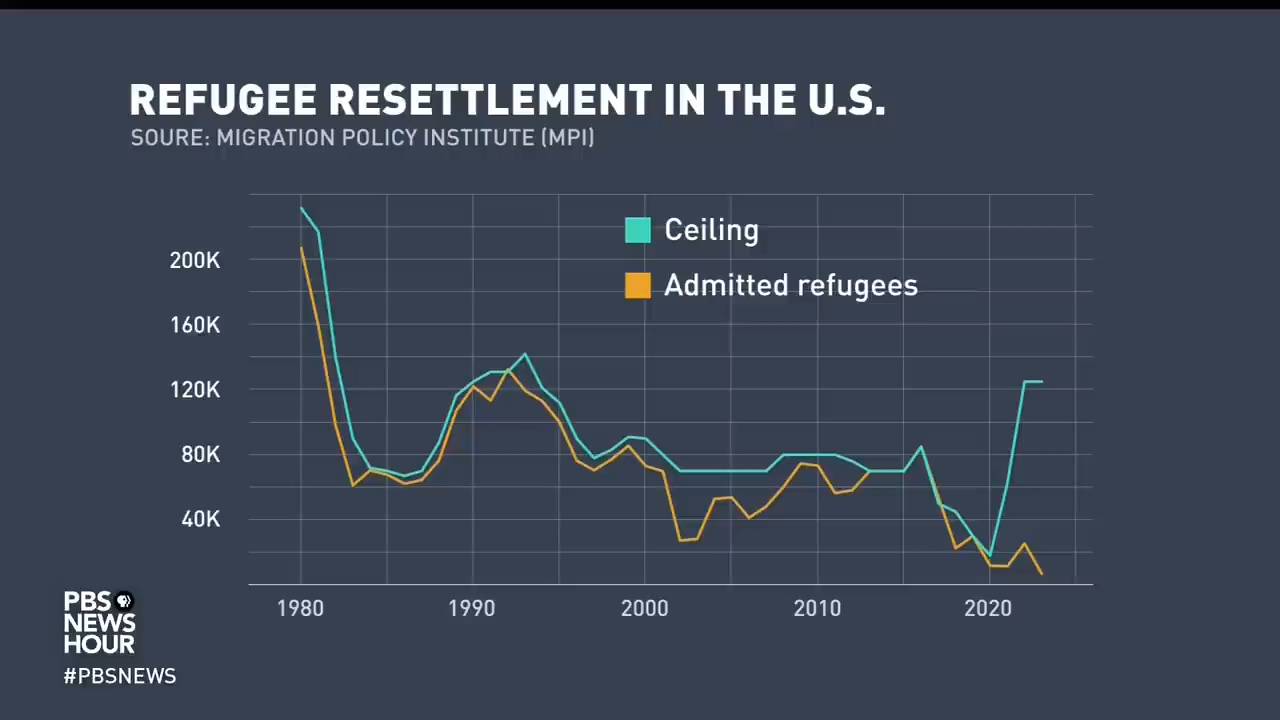 REFUGEE RESETTLEMENT IN THE U.S.
SOURE: MIGRATION POLICY INSTITUTE (MPI)
Ceiling
Admitted refugees
200K
160K
120K
80K
40K
1980 1990 2000 2010 2020
PBS
NEWS
HOUR
#PBSNEWS